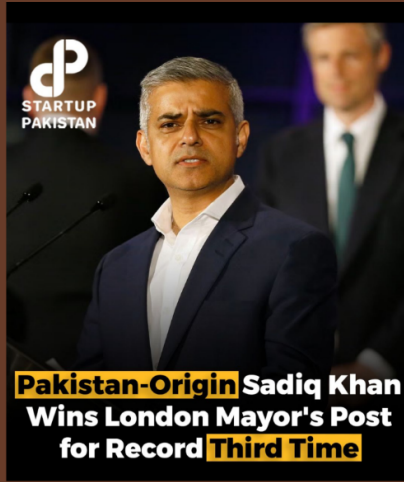 STARTUP
PAKISTAN
Pakistan-Origin Sadiq Khan
Wins London Mayor's Post
for Record Third Time